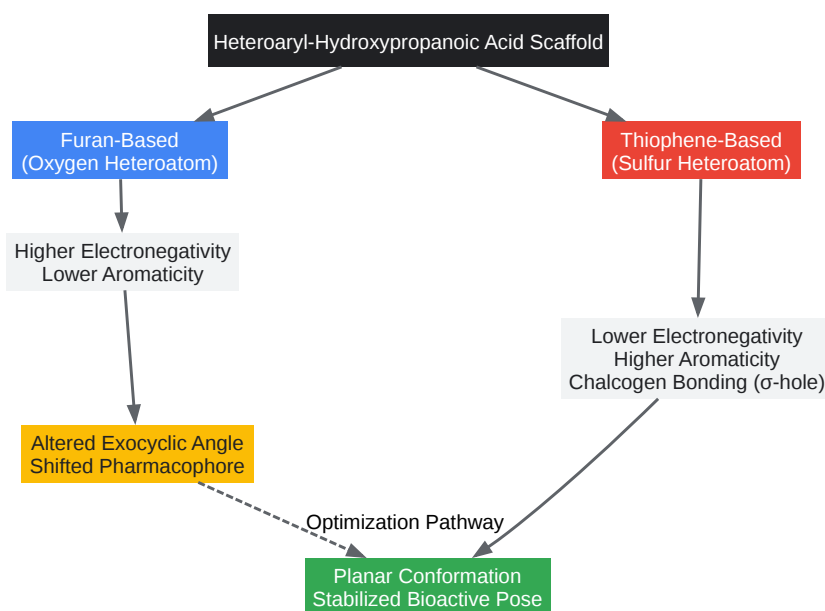 Heteroaryl-Hydroxypropanoic Acid Scaffold
Furan-Based
(Oxygen Heteroatom)
Thiophene-Based
(Sulfur Heteroatom)
Higher Electronegativity
Lower Aromaticity
Lower Electronegativity
Higher Aromaticity
Chalcogen Bonding (σ-hole)
Altered Exocyclic Angle
Shifted Pharmacophore
Optimization Pathway
Planar Conformation
Stabilized Bioactive Pose